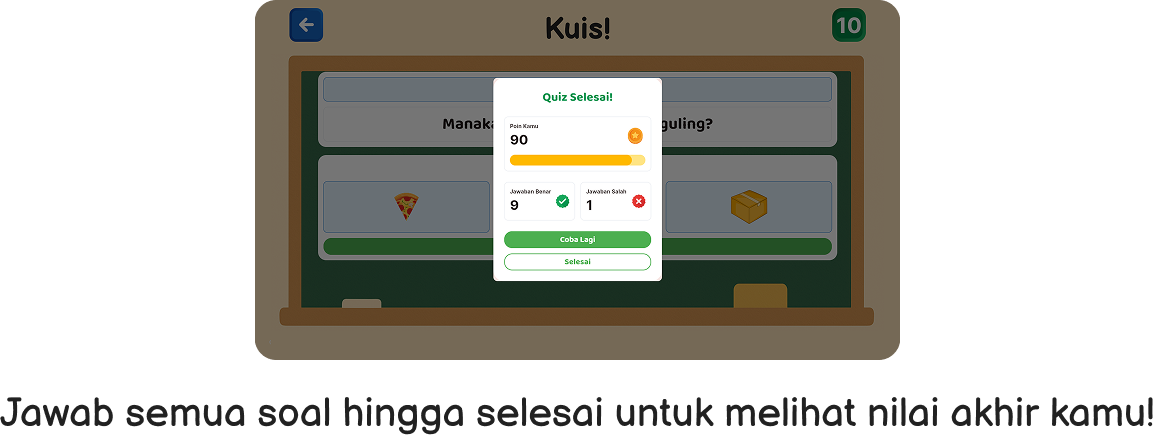 Kuis!
10
Manaka
guling?
Quiz Selesai!
Poin Kamu
90
Jawaban Benar
9
Jawaban Salah
1
Coba Lagi
Selesai
Jawab semua soal hingga selesai untuk melihat nilai akhir kamu!